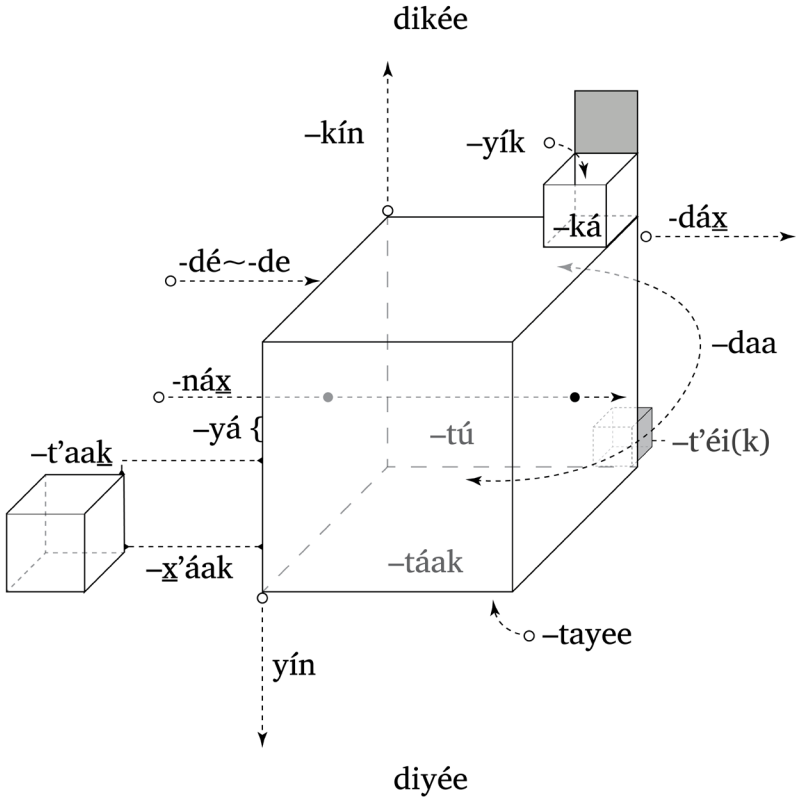 dikée
–kín
–yík
–ká
-dáx̲
-dé~-de
–daa
-náx̲
–yá {
–tú
–t’éi(k)
–t’aak̲
–táak
–x̲’áak
–tayee
yín
diyée